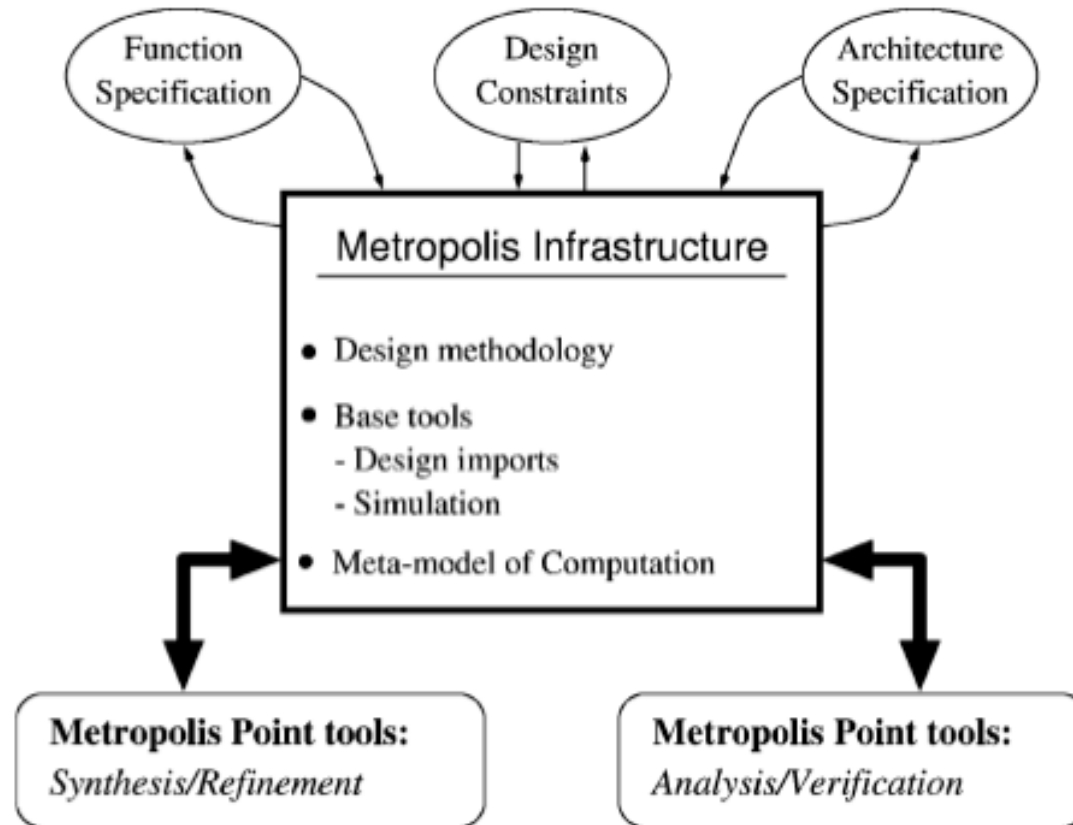 Function
Specification
Design
Constraints
Architecture
Specification
Metropolis Infrastructure
• Design methodology
• Base tools
- Design imports
- Simulation
• Meta-model of Computation
Metropolis Point tools:
Synthesis/Refinement
Metropolis Point tools:
Analysis/Verification